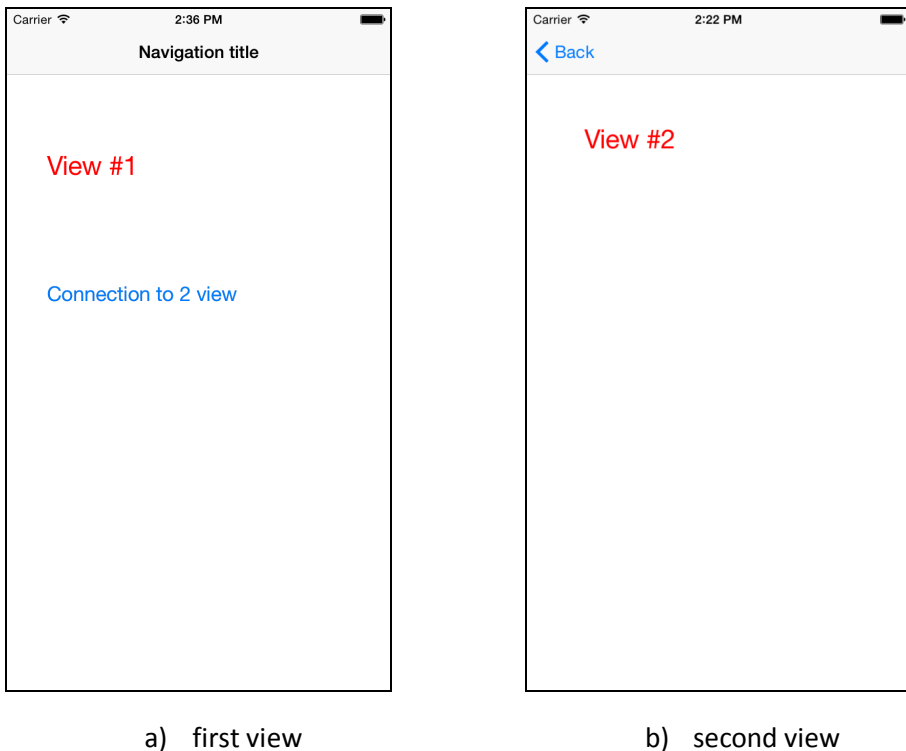 Carrier 2:36 PM
Navigation title
View #1
Connection to 2 view
a) first view
Carrier 2:22 PM
Back
View #2
b) second view